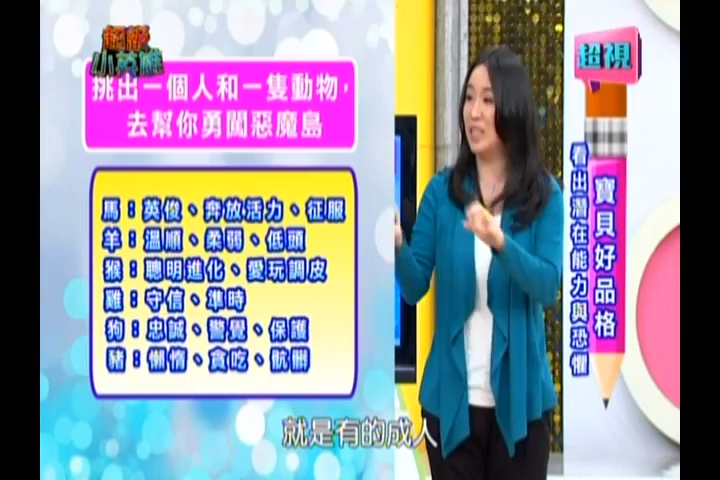 超級
小英雄
挑出一個人和一隻動物,
去幫你勇闖惡魔島
馬：英俊、奔放活力、征服
羊：溫順、柔弱、低頭
猴：聰明進化、愛玩調皮
雞：守信、準時
狗：忠誠、警覺、保護
豬：懶惰、貪吃、骯髒
超視
寶貝好品格
看出潛在能力與恐懼
就是有的成人